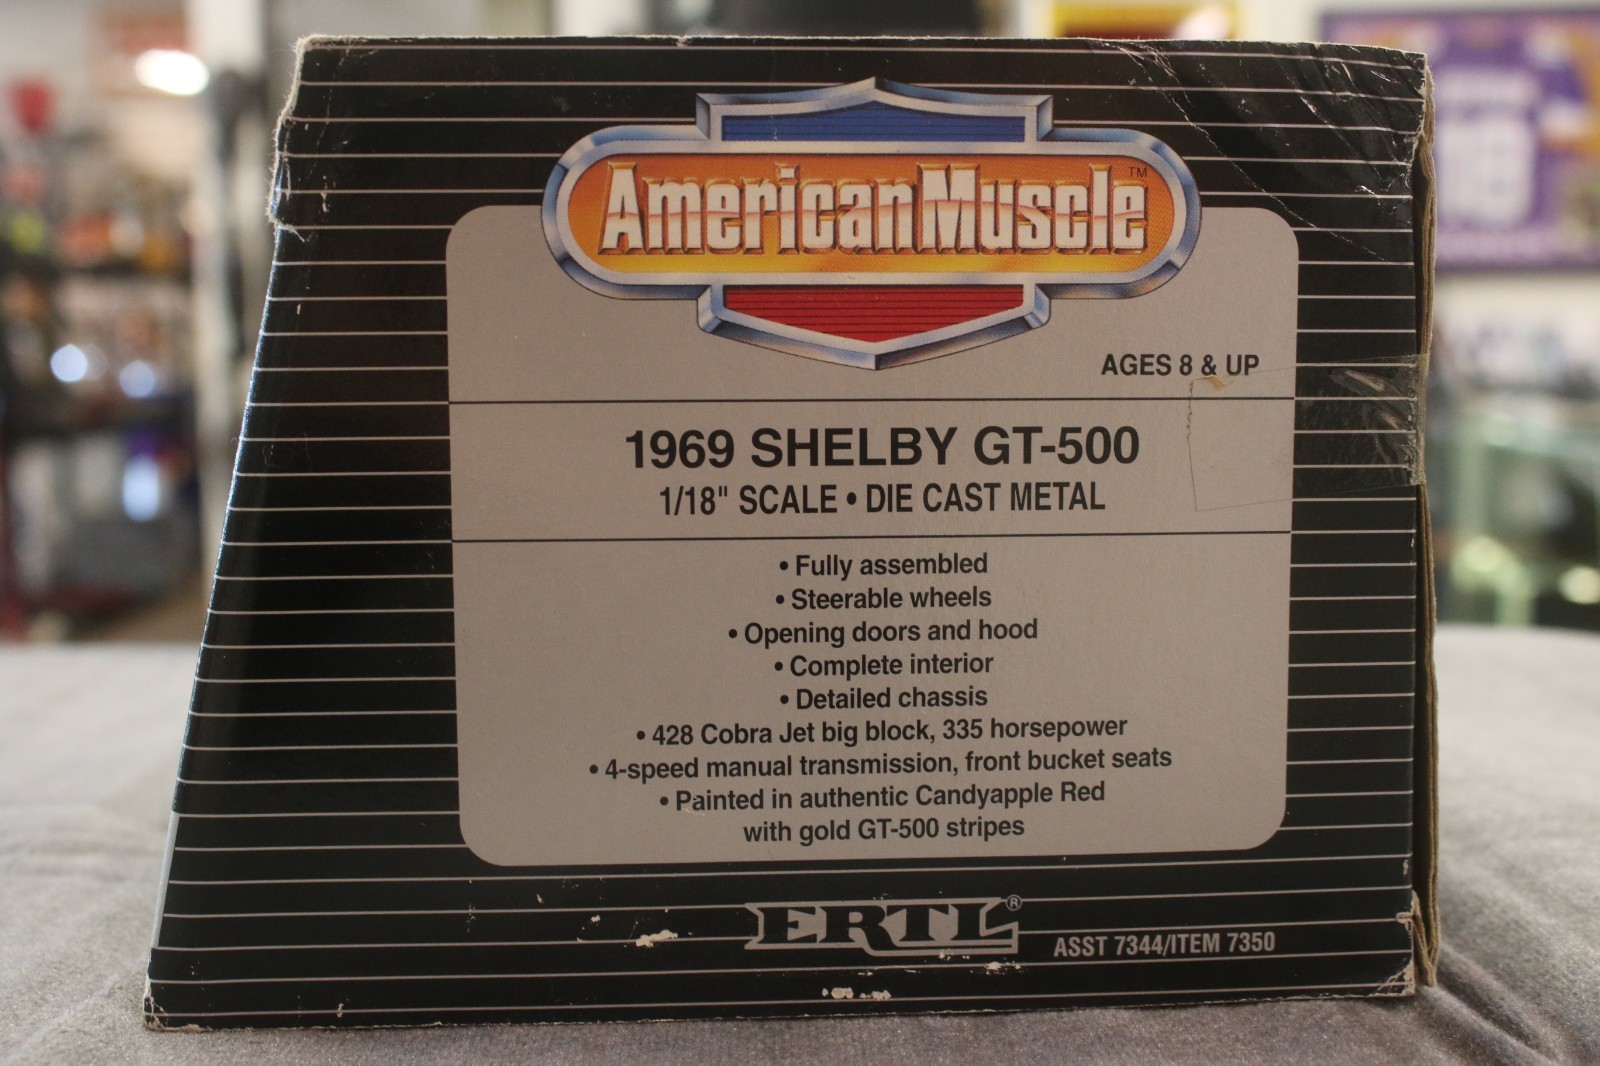 American Muscle™
AGES 8 & UP
1969 SHELBY GT-500
1/18" SCALE • DIE CAST METAL
• Fully assembled
• Steerable wheels
• Opening doors and hood
• Complete interior
• Detailed chassis
• 428 Cobra Jet big block, 335 horsepower
• 4-speed manual transmission, front bucket seats
• Painted in authentic Candyapple Red
with gold GT-500 stripes
ERTL®
ASST 7344/ITEM 7350